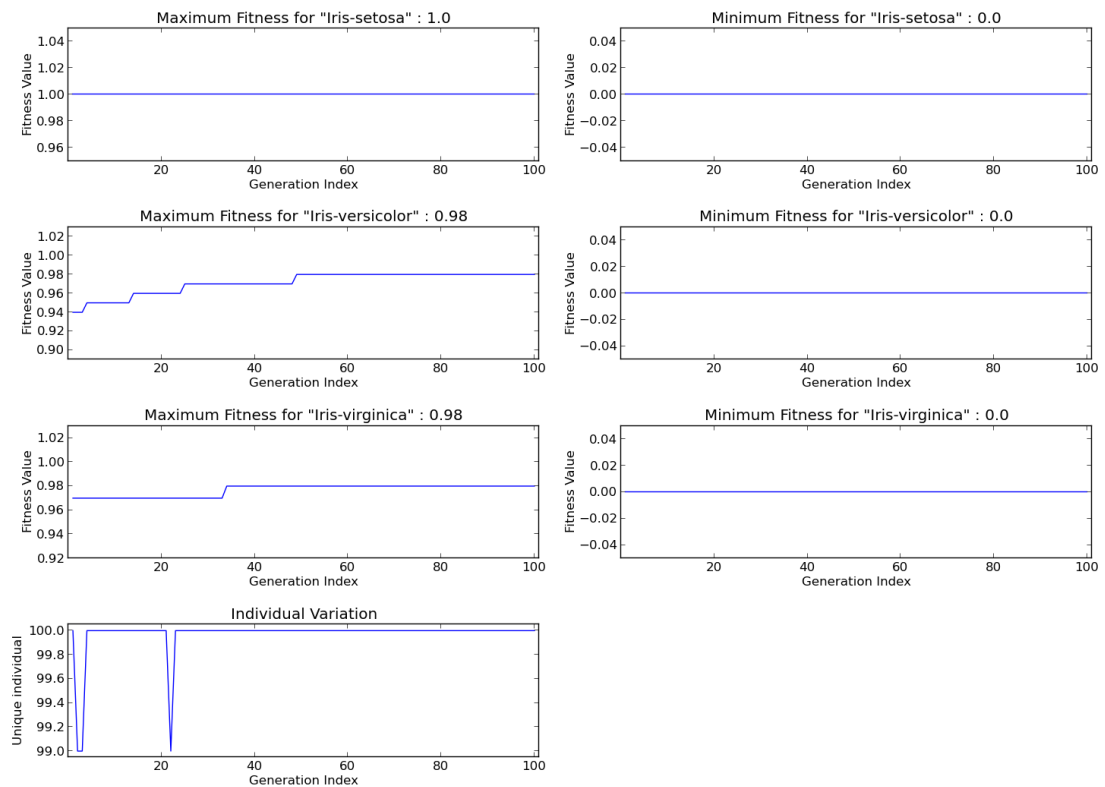 Maximum Fitness for "Iris-setosa" : 1.0
Fitness Value
1.04
1.02
1.00
0.98
0.96
20 40 60 80 100
Generation Index
Minimum Fitness for "Iris-setosa" : 0.0
Fitness Value
0.04
0.02
0.00
−0.02
−0.04
20 40 60 80 100
Generation Index
Maximum Fitness for "Iris-versicolor" : 0.98
Fitness Value
1.02
1.00
0.98
0.96
0.94
0.92
0.90
20 40 60 80 100
Generation Index
Minimum Fitness for "Iris-versicolor" : 0.0
Fitness Value
0.04
0.02
0.00
−0.02
−0.04
20 40 60 80 100
Generation Index
Maximum Fitness for "Iris-virginica" : 0.98
Fitness Value
1.02
1.00
0.98
0.96
0.94
0.92
20 40 60 80 100
Generation Index
Minimum Fitness for "Iris-virginica" : 0.0
Fitness Value
0.04
0.02
0.00
−0.02
−0.04
20 40 60 80 100
Generation Index
Individual Variation
Unique individual
100.0
99.8
99.6
99.4
99.2
99.0
20 40 60 80 100
Generation Index